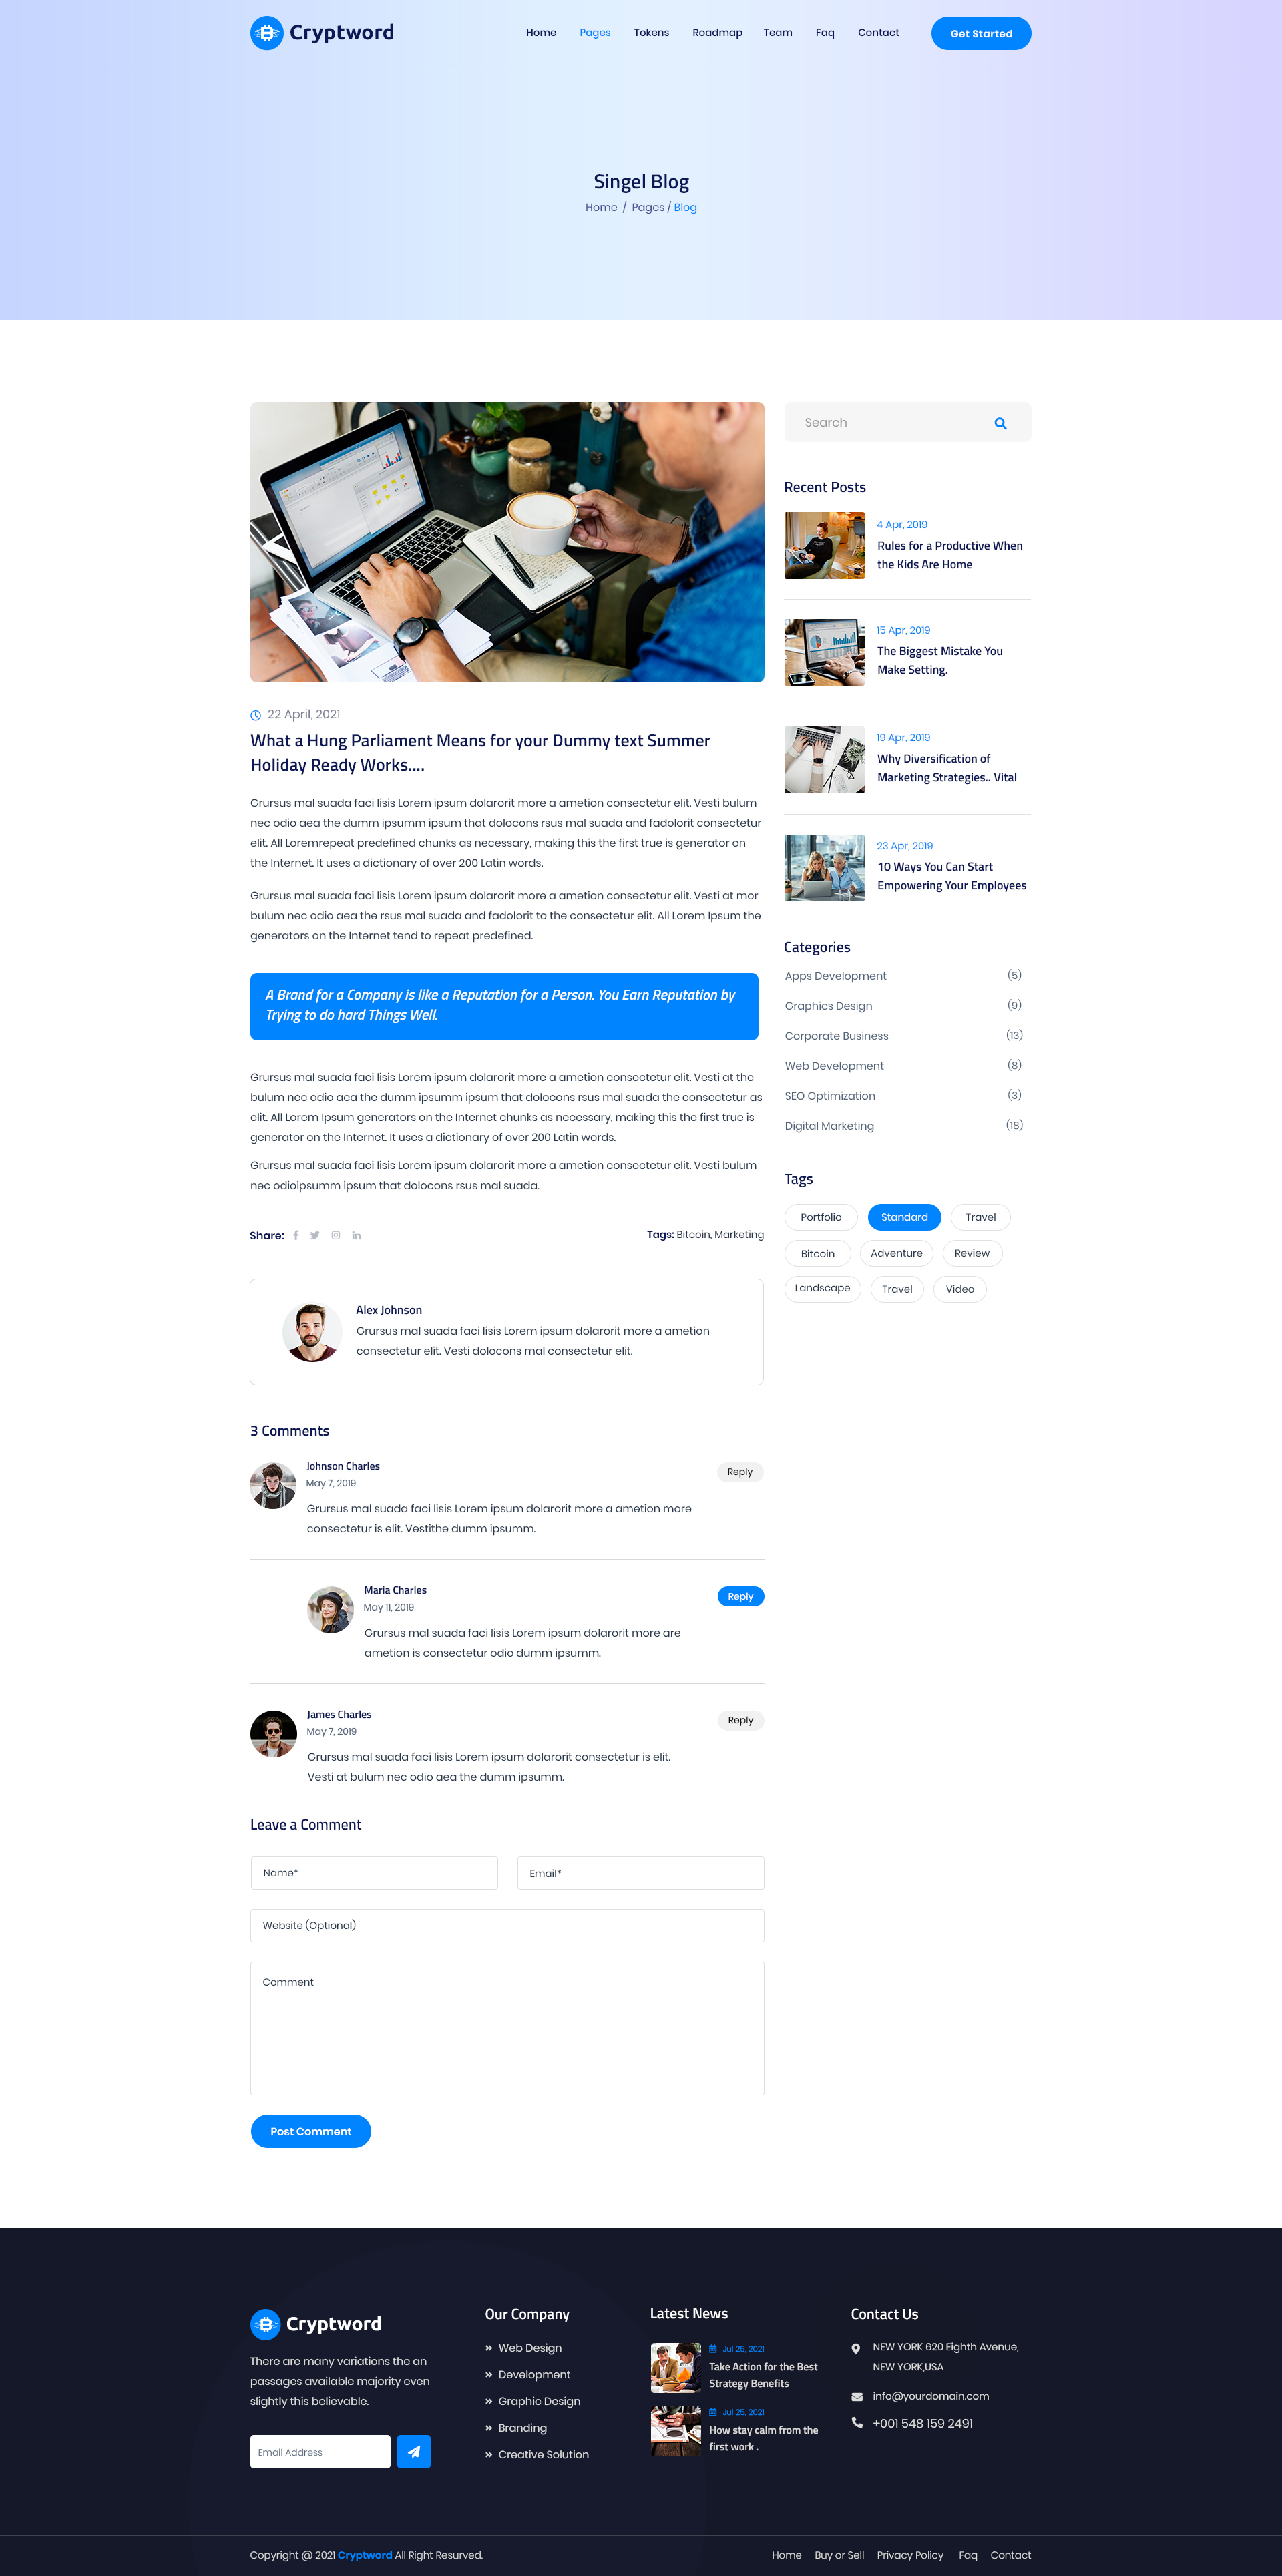 Cryptword
Home Pages Tokens Roadmap Team Faq Contact Get Started
Singel Blog
Home / Pages / Blog
22 April, 2021
What a Hung Parliament Means for your Dummy text Summer
Holiday Ready Works....
Grursus mal suada faci lisis Lorem ipsum dolarorit more a ametion consectetur elit. Vesti bulum
nec odio aea the dumm ipsumm ipsum that dolocons rsus mal suada and fadolorit consectetur
elit. All Loremrepeat predefined chunks as necessary, making this the first true is generator on
the Internet. It uses a dictionary of over 200 Latin words.
Grursus mal suada faci lisis Lorem ipsum dolarorit more a ametion consectetur elit. Vesti at mor
bulum nec odio aea the rsus mal suada and fadolorit to the consectetur elit. All Lorem Ipsum the
generators on the Internet tend to repeat predefined.
A Brand for a Company is like a Reputation for a Person. You Earn Reputation by
Trying to do hard Things Well.
Grursus mal suada faci lisis Lorem ipsum dolarorit more a ametion consectetur elit. Vesti at the
bulum nec odio aea the dumm ipsumm ipsum that dolocons rsus mal suada the consectetur as
elit. All Lorem Ipsum generators on the Internet chunks as necessary, making this the first true is
generator on the Internet. It uses a dictionary of over 200 Latin words.
Grursus mal suada faci lisis Lorem ipsum dolarorit more a ametion consectetur elit. Vesti bulum
nec odioipsumm ipsum that dolocons rsus mal suada.
Share:
Tags: Bitcoin, Marketing
Alex Johnson
Grursus mal suada faci lisis Lorem ipsum dolarorit more a ametion
consectetur elit. Vesti dolocons mal consectetur elit.
3 Comments
Johnson Charles
May 7, 2019
Reply
Grursus mal suada faci lisis Lorem ipsum dolarorit more a ametion more
consectetur is elit. Vestithe dumm ipsumm.
Maria Charles
May 11, 2019
Reply
Grursus mal suada faci lisis Lorem ipsum dolarorit more are
ametion is consectetur odio dumm ipsumm.
James Charles
May 7, 2019
Reply
Grursus mal suada faci lisis Lorem ipsum dolarorit consectetur is elit.
Vesti at bulum nec odio aea the dumm ipsumm.
Leave a Comment
Name*
Email*
Website (Optional)
Comment
Post Comment
Search
Recent Posts
4 Apr, 2019
Rules for a Productive When
the Kids Are Home
15 Apr, 2019
The Biggest Mistake You
Make Setting.
19 Apr, 2019
Why Diversification of
Marketing Strategies.. Vital
23 Apr, 2019
10 Ways You Can Start
Empowering Your Employees
Categories
Apps Development (5)
Graphics Design (9)
Corporate Business (13)
Web Development (8)
SEO Optimization (3)
Digital Marketing (18)
Tags
Portfolio Standard Travel
Bitcoin Adventure Review
Landscape Travel Video
Cryptword
There are many variations the an
passages available majority even
slightly this believable.
Email Address
Our Company
Web Design
Development
Graphic Design
Branding
Creative Solution
Latest News
Jul 25, 2021
Take Action for the Best
Strategy Benefits
Jul 25, 2021
How stay calm from the
first work .
Contact Us
NEW YORK 620 Eighth Avenue,
NEW YORK,USA
info@yourdomain.com
+001 548 159 2491
Copyright @ 2021 Cryptword All Right Resurved.
Home Buy or Sell Privacy Policy Faq Contact